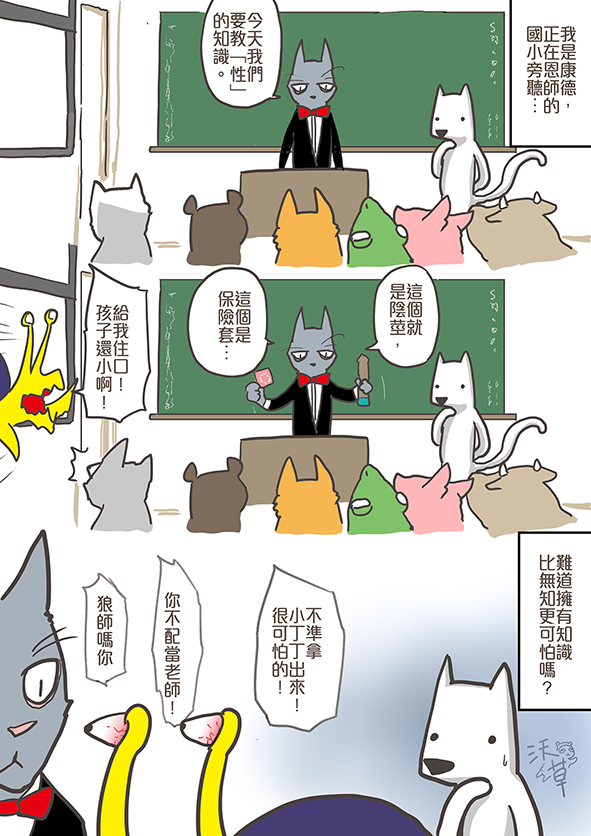 我是康德,
正在恩師的
國小旁聽…
今天我們
要教「性」
的知識。
這個就
是陰莖,
這個是
保險套…
給我住口!
孩子還小啊!
難道擁有知識
比無知更可怕嗎?
不準拿
小丁丁出來!
很可怕的!
你不配當老師!
狼師嗎你
沃草